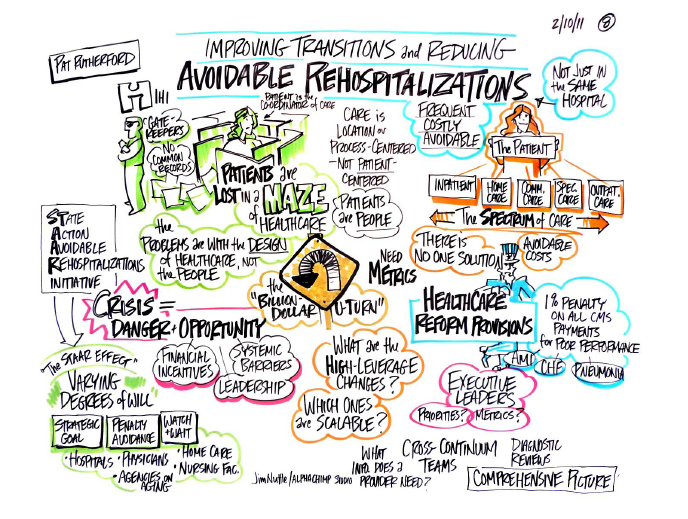 2/10/11 8
PAT RUTHERFORD
IMPROVING TRANSITIONS and REDUCING
AVOIDABLE REHOSPITALIZATIONS
IHI
GATE-
KEEPERS
NO
COMMON
RECORDS
PATIENT is the
COORDINATOR of CARE
PATIENTS are
LOST in a
MAZE
of HEALTHCARE
CARE is
LOCATION or
PROCESS-CENTERED
-NOT PATIENT-
CENTERED
PATIENTS
are PEOPLE
FREQUENT
COSTLY
AVOIDABLE
NOT JUST in
the SAME
HOSPITAL
The PATIENT
INPATIENT
HOME
CARE
COMM.
CARE
SPEC.
CARE
OUTPAT.
CARE
The SPECTRUM of CARE
STATE
ACTION
AVOIDABLE
REHOSPITALIZATIONS
INITIATIVE
the
PROBLEMS are WITH the DESIGN
of HEALTHCARE, NOT
the PEOPLE
NEED
METRICS
THERE is
NO ONE SOLUTION
AVOIDABLE
COSTS
CRISIS =
DANGER + OPPORTUNITY
the
"BILLION-
DOLLAR U-TURN"
HEALTHCARE
REFORM PROVISIONS
1% PENALTY
ON ALL CMS
PAYMENTS
for POOR PERFORMANCE
AMI
CHF
PNEUMONIA
FINANCIAL
INCENTIVES
SYSTEMIC
BARRIERS
LEADERSHIP
WHAT are the
HIGH-LEVERAGE
CHANGES?
WHICH ONES
are SCALABLE?
EXECUTIVE
LEADERS
PRIORITIES?
METRICS?
"The STAAR EFFECT"
VARYING
DEGREES of WILL"
STRATEGIC
GOAL
PENALTY
AVOIDANCE
WATCH
+ WAIT
• HOSPITALS • PHYSICIANS
• AGENCIES ON
AGING
• HOME CARE
• NURSING FAC.
Jim Nuttle / ALPHACHIMP STUDIO
WHAT
INFO DOES a
PROVIDER NEED?
CROSS-CONTINUUM
TEAMS
DIAGNOSTIC
REVIEWS
COMPREHENSIVE PICTURE